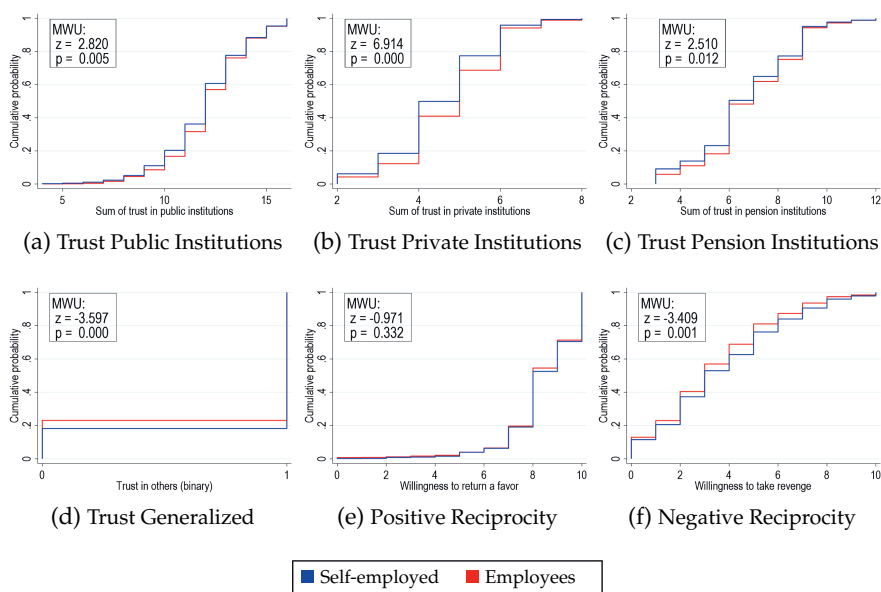 MWU:
z = 2.820
p = 0.005
Cumulative probability
0 .2 .4 .6 .8 1
5 10 15
Sum of trust in public institutions
(a) Trust Public Institutions
MWU:
z = 6.914
p = 0.000
Cumulative probability
0 .2 .4 .6 .8 1
2 4 6 8
Sum of trust in private institutions
(b) Trust Private Institutions
MWU:
z = 2.510
p = 0.012
Cumulative probability
0 .2 .4 .6 .8 1
2 4 6 8 10 12
Sum of trust in pension institutions
(c) Trust Pension Institutions
MWU:
z = -3.597
p = 0.000
Cumulative probability
0 .2 .4 .6 .8 1
0 1
Trust in others (binary)
(d) Trust Generalized
MWU:
z = -0.971
p = 0.332
Cumulative probability
0 .2 .4 .6 .8 1
0 2 4 6 8 10
Willingness to return a favor
(e) Positive Reciprocity
MWU:
z = -3.409
p = 0.001
Cumulative probability
0 .2 .4 .6 .8 1
0 2 4 6 8 10
Willingness to take revenge
(f) Negative Reciprocity
Self-employed Employees